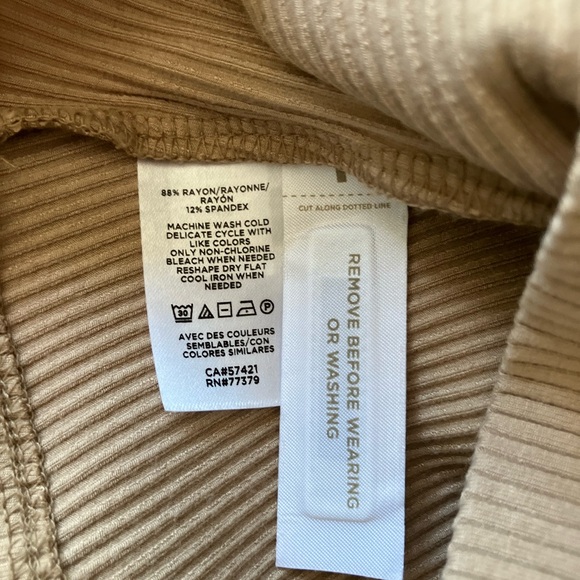 88% RAYON/RAYONNE/
RAYÓN
12% SPANDEX
MACHINE WASH COLD
DELICATE CYCLE WITH
LIKE COLORS
ONLY NON-CHLORINE
BLEACH WHEN NEEDED
RESHAPE DRY FLAT
COOL IRON WHEN
NEEDED
30
P
AVEC DES COULEURS
SEMBLABLES/CON
COLORES SIMILARES
CA#57421
RN#77379
CUT ALONG DOTTED LINE
REMOVE BEFORE WEARING
OR WASHING